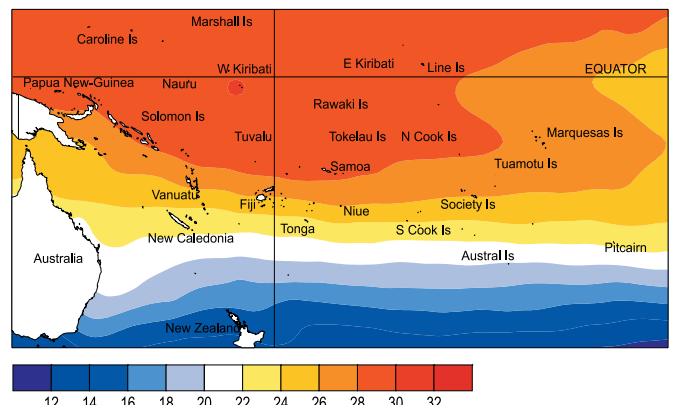 Marshall Is
Caroline Is
W Kiribati
E Kiribati
Line Is
EQUATOR
Papua New-Guinea
Nauru
Rawaki Is
Solomon Is
Tuvalu
Tokelau Is
N Cook Is
Marquesas Is
Samoa
Tuamotu Is
Vanuatu
Fiji
Niue
Society Is
Tonga
S Cook Is
New Caledonia
Pitcairn
Australia
Austral Is
New Zealand
12 14 16 18 20 22 24 26 28 30 32